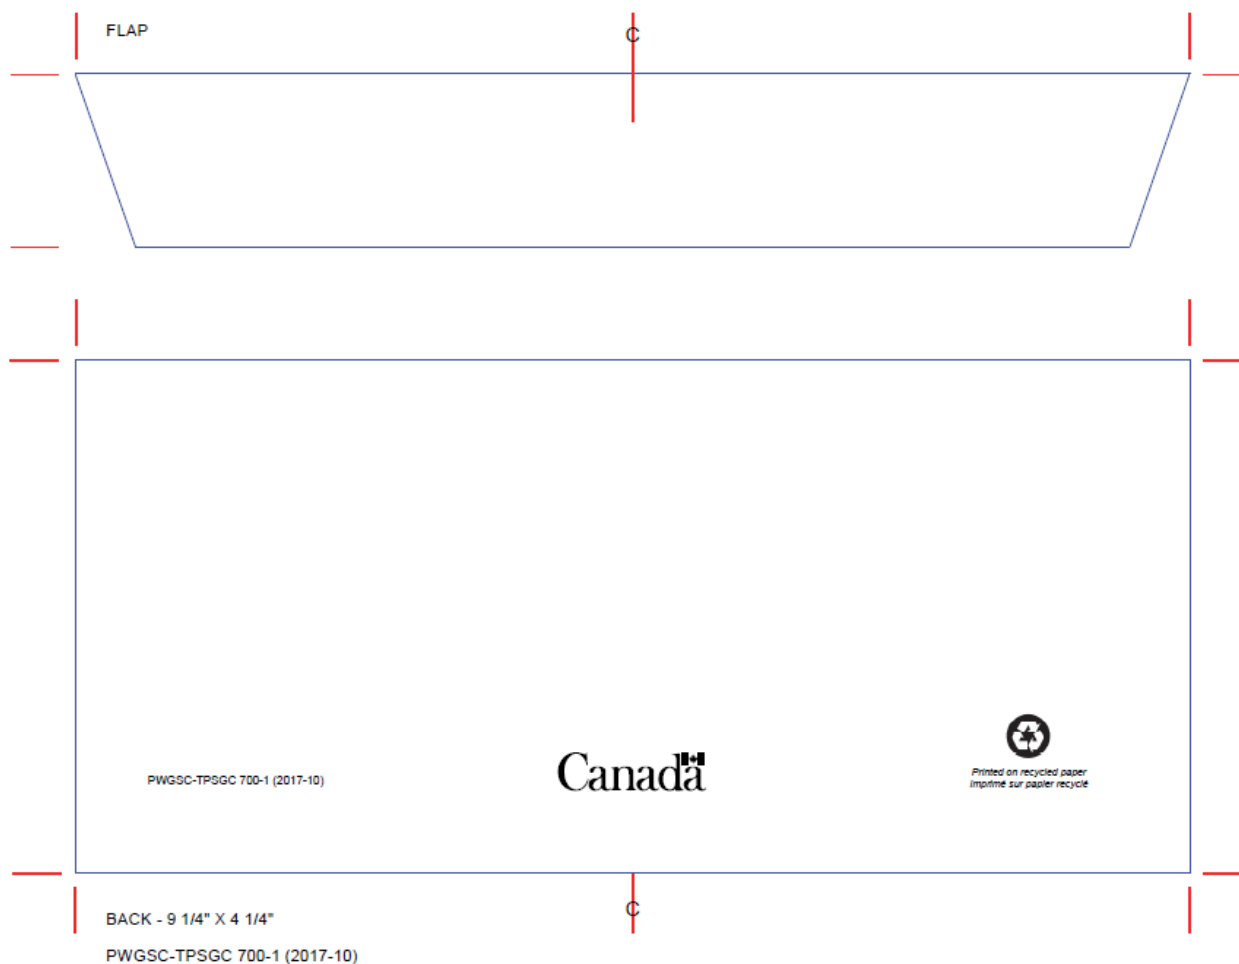 FLAP
C
PWGSC-TPSGC 700-1 (2017-10)
Canada
Printed on recycled paper
Imprimé sur papier recyclé
C
BACK - 9 1/4" X 4 1/4"
PWGSC-TPSGC 700-1 (2017-10)